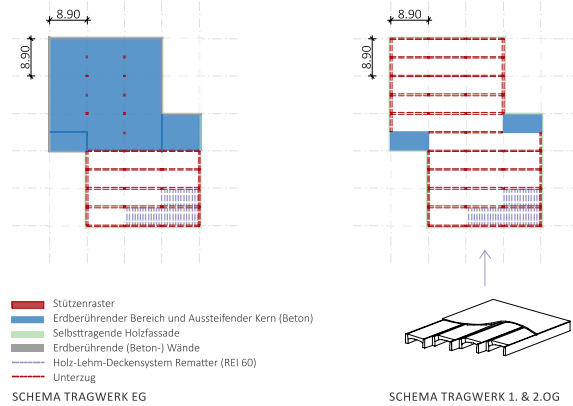 8.90
8.90
8.90
8.90
Stützenraster
Erdberührender Bereich und Aussteifender Kern (Beton)
Selbsttragende Holzfassade
Erdberührende (Beton-) Wände
Holz-Lehm-Deckensystem Rematter (REI 60)
Unterzug
SCHEMA TRAGWERK EG
SCHEMA TRAGWERK 1. & 2.OG